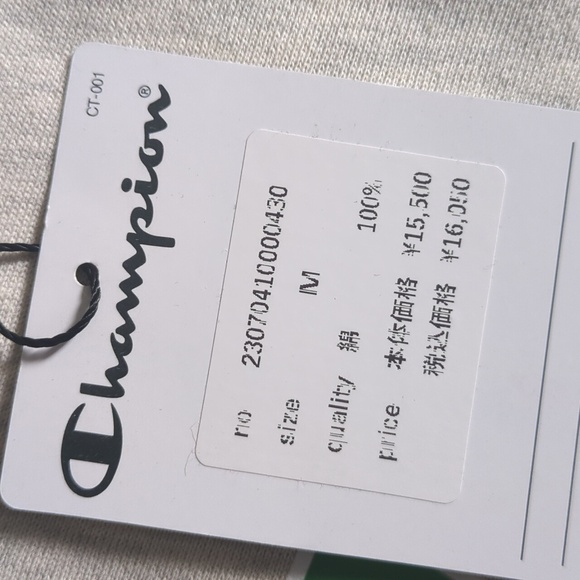 CT-001
Champion®
no 23070410000430
size M
quality 綿 100%
price 本体価格 ¥15,500
税込価格 ¥16,050